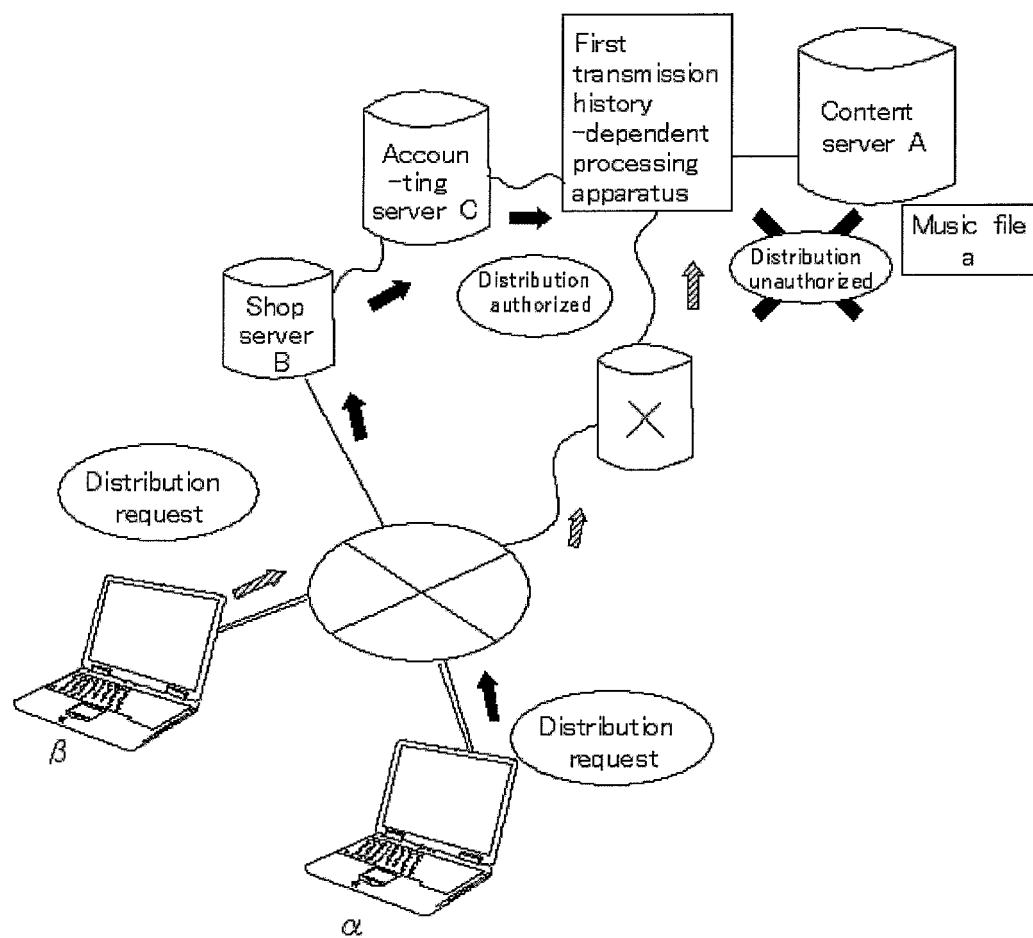 First
transmission
history
-dependent
processing
apparatus
Content
server A
Accoun
-ting
server C
Music file
a
Distribution
unauthorized
Distribution
authorized
Shop
server
B
Distribution
request
Distribution
request
β
α